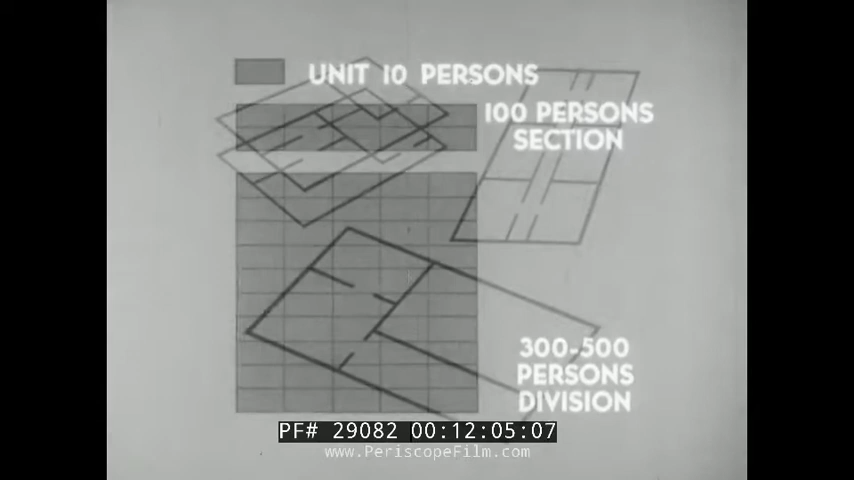 UNIT 10 PERSONS
100 PERSONS
SECTION
300-500
PERSONS
DIVISION
PF# 29082 00:12:05:07
www.PeriscopeFilm.com